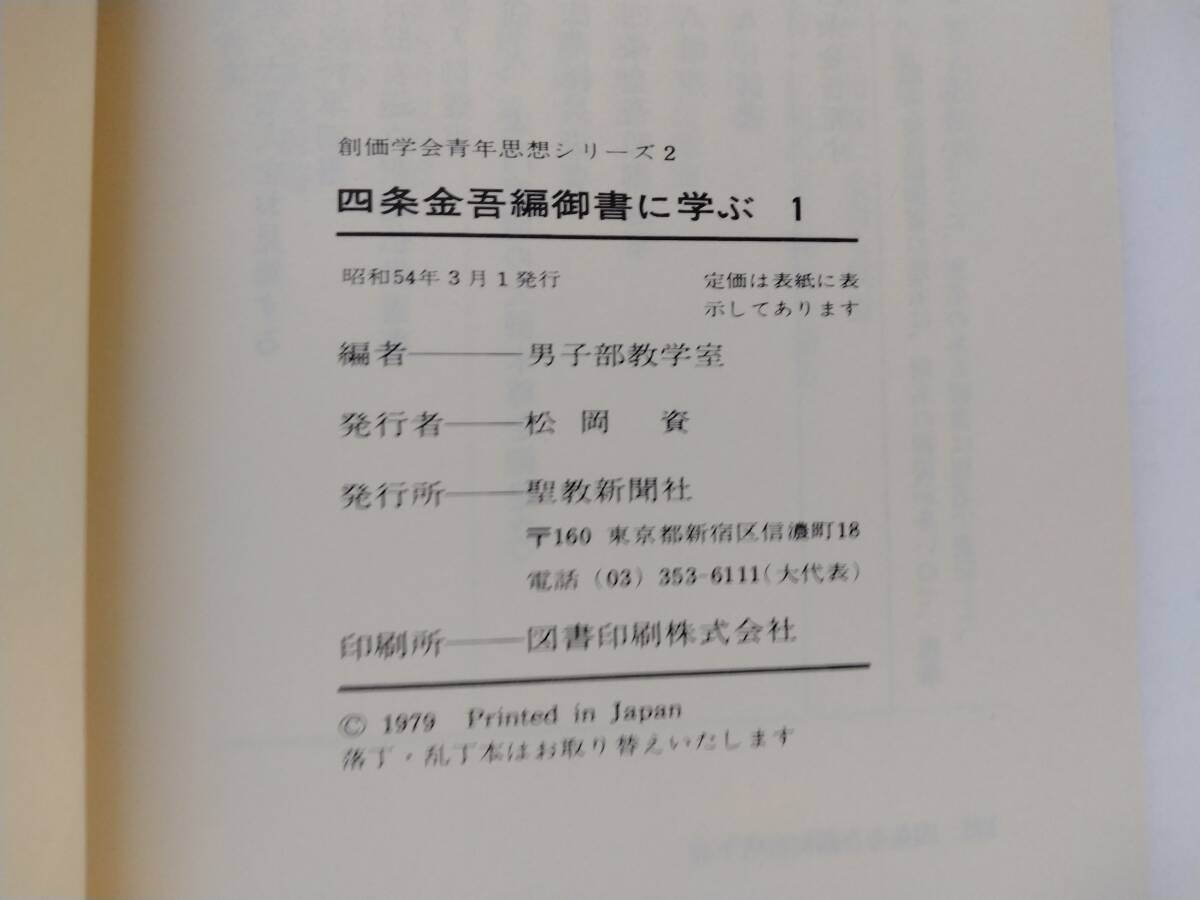 創価学会青年思想シリーズ2
四条金吾編御書に学ぶ 1
昭和54年3月1発行
定価は表紙に表
示してあります
編者――男子部教学室
発行者――松岡 資
発行所――聖教新聞社
〒160 東京都新宿区信濃町18
電話(03)353-6111(大代表)
印刷所――図書印刷株式会社
© 1979 Printed in Japan
落丁・乱丁本はお取り替えいたします